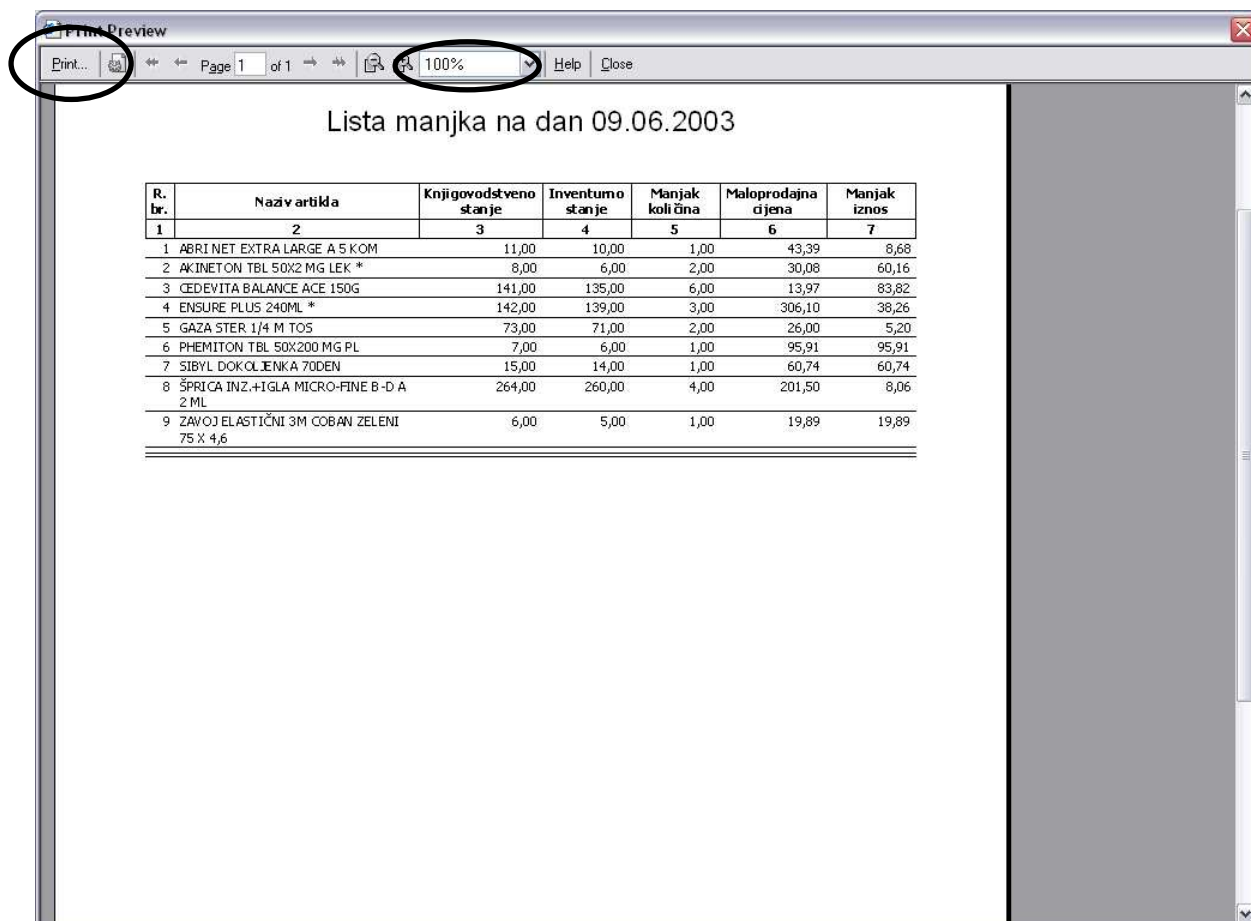 Print Preview
Print... Page 1 of 1 100% Help Close
Lista manjka na dan 09.06.2003
R. br. Naziv artikla Knjigovodstveno stanje Inventurno stanje Manjak količina Maloprodajna cijena Manjak iznos
1 2 3 4 5 6 7
1 ABRI NET EXTRA LARGE A 5 KOM 11,00 10,00 1,00 43,39 8,68
2 AKINETON TBL 50X2 MG LEK * 8,00 6,00 2,00 30,08 60,16
3 CEDEVITA BALANCE ACE 150G 141,00 135,00 6,00 13,97 83,82
4 ENSURE PLUS 240ML * 142,00 139,00 3,00 306,10 38,26
5 GAZA STER 1/4 M TOS 73,00 71,00 2,00 26,00 5,20
6 PHEMITON TBL 50X200 MG PL 7,00 6,00 1,00 95,91 95,91
7 SIBYL DOKOLJENKA 70DEN 15,00 14,00 1,00 60,74 60,74
8 ŠPRICA INZ.+IGLA MICRO-FINE B-D A 264,00 260,00 4,00 201,50 8,06
2 ML
9 ZAVOJ ELASTIČNI 3M COBAN ZELENI 6,00 5,00 1,00 19,89 19,89
75 X 4,6